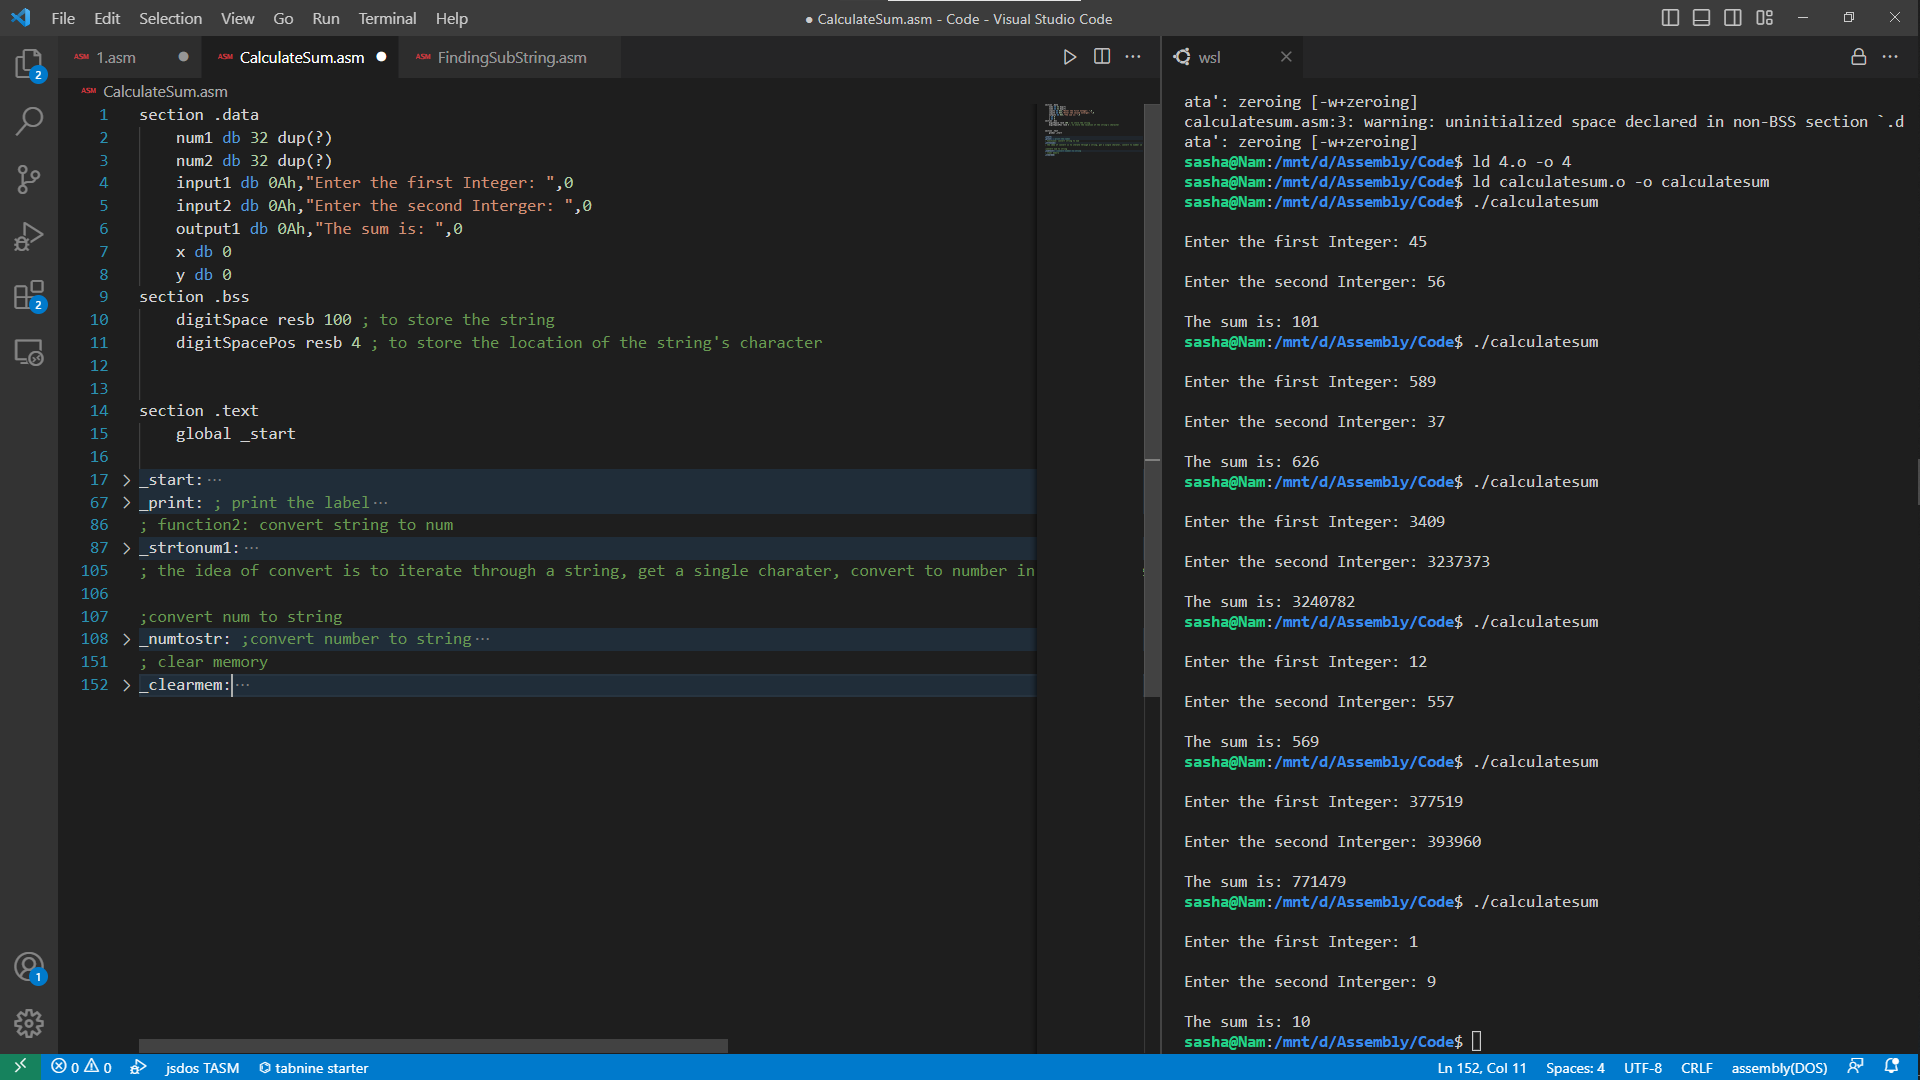 File Edit Selection View Go Run Terminal Help
● CalculateSum.asm - Code - Visual Studio Code
ASM 1.asm
ASM CalculateSum.asm
ASM FindingSubString.asm
wsl
ASM CalculateSum.asm
1 section .data
2 num1 db 32 dup(?)
3 num2 db 32 dup(?)
4 input1 db 0Ah,"Enter the first Integer: ",0
5 input2 db 0Ah,"Enter the second Interger: ",0
6 output1 db 0Ah,"The sum is: ",0
7 x db 0
8 y db 0
9 section .bss
10 digitSpace resb 100 ; to store the string
11 digitSpacePos resb 4 ; to store the location of the string's character
12
13
14 section .text
15 global _start
16
17 _start: ···
67 _print: ; print the label ···
86 ; function2: convert string to num
87 _strtonum1: ···
105 ; the idea of convert is to iterate through a string, get a single charater, convert to number in
106
107 ;convert num to string
108 _numtostr: ;convert number to string ···
151 ; clear memory
152 _clearmem: ···
ata': zeroing [-w+zeroing]
calculatesum.asm:3: warning: uninitialized space declared in non-BSS section `.d
ata': zeroing [-w+zeroing]
sasha@Nam:/mnt/d/Assembly/Code$ ld 4.o -o 4
sasha@Nam:/mnt/d/Assembly/Code$ ld calculatesum.o -o calculatesum
sasha@Nam:/mnt/d/Assembly/Code$ ./calculatesum
Enter the first Integer: 45
Enter the second Interger: 56
The sum is: 101
sasha@Nam:/mnt/d/Assembly/Code$ ./calculatesum
Enter the first Integer: 589
Enter the second Interger: 37
The sum is: 626
sasha@Nam:/mnt/d/Assembly/Code$ ./calculatesum
Enter the first Integer: 3409
Enter the second Interger: 3237373
The sum is: 3240782
sasha@Nam:/mnt/d/Assembly/Code$ ./calculatesum
Enter the first Integer: 12
Enter the second Interger: 557
The sum is: 569
sasha@Nam:/mnt/d/Assembly/Code$ ./calculatesum
Enter the first Integer: 377519
Enter the second Interger: 393960
The sum is: 771479
sasha@Nam:/mnt/d/Assembly/Code$ ./calculatesum
Enter the first Integer: 1
Enter the second Interger: 9
The sum is: 10
sasha@Nam:/mnt/d/Assembly/Code$
2
2
1
0 0 jsdos TASM tabnine starter
Ln 152, Col 11 Spaces: 4 UTF-8 CRLF assembly(DOS)